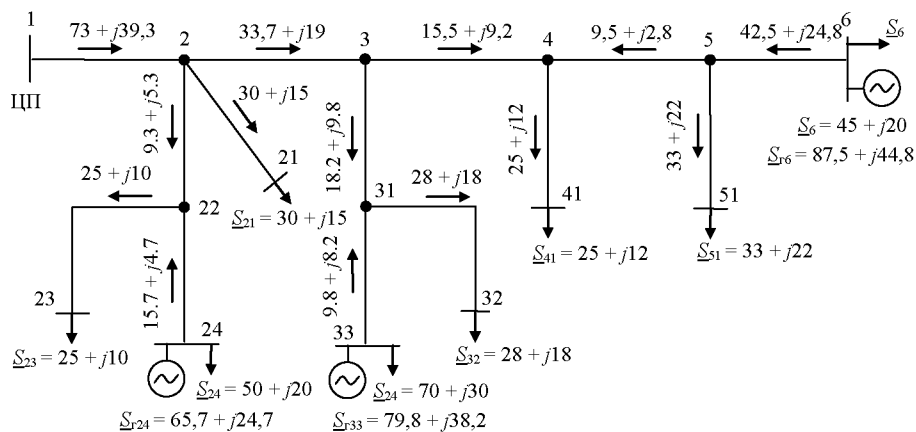 1
73 + j39,3
2
33,7 + j19
3
15,5 + j9,2
4
9,5 + j2,8
5
42,5 + j24,8
6
S6
ЦП
9.3 + j5.3
30 + j15
21
S21 = 30 + j15
18.2 + j9.8
25 + j12
33 + j22
S6 = 45 + j20
Sг6 = 87,5 + j44,8
25 + j10
22
31
28 + j18
41
S41 = 25 + j12
51
S51 = 33 + j22
23
S23 = 25 + j10
15.7 + j4.7
24
S24 = 50 + j20
Sг24 = 65,7 + j24,7
9.8 + j8.2
33
S24 = 70 + j30
Sг33 = 79,8 + j38,2
32
S32 = 28 + j18